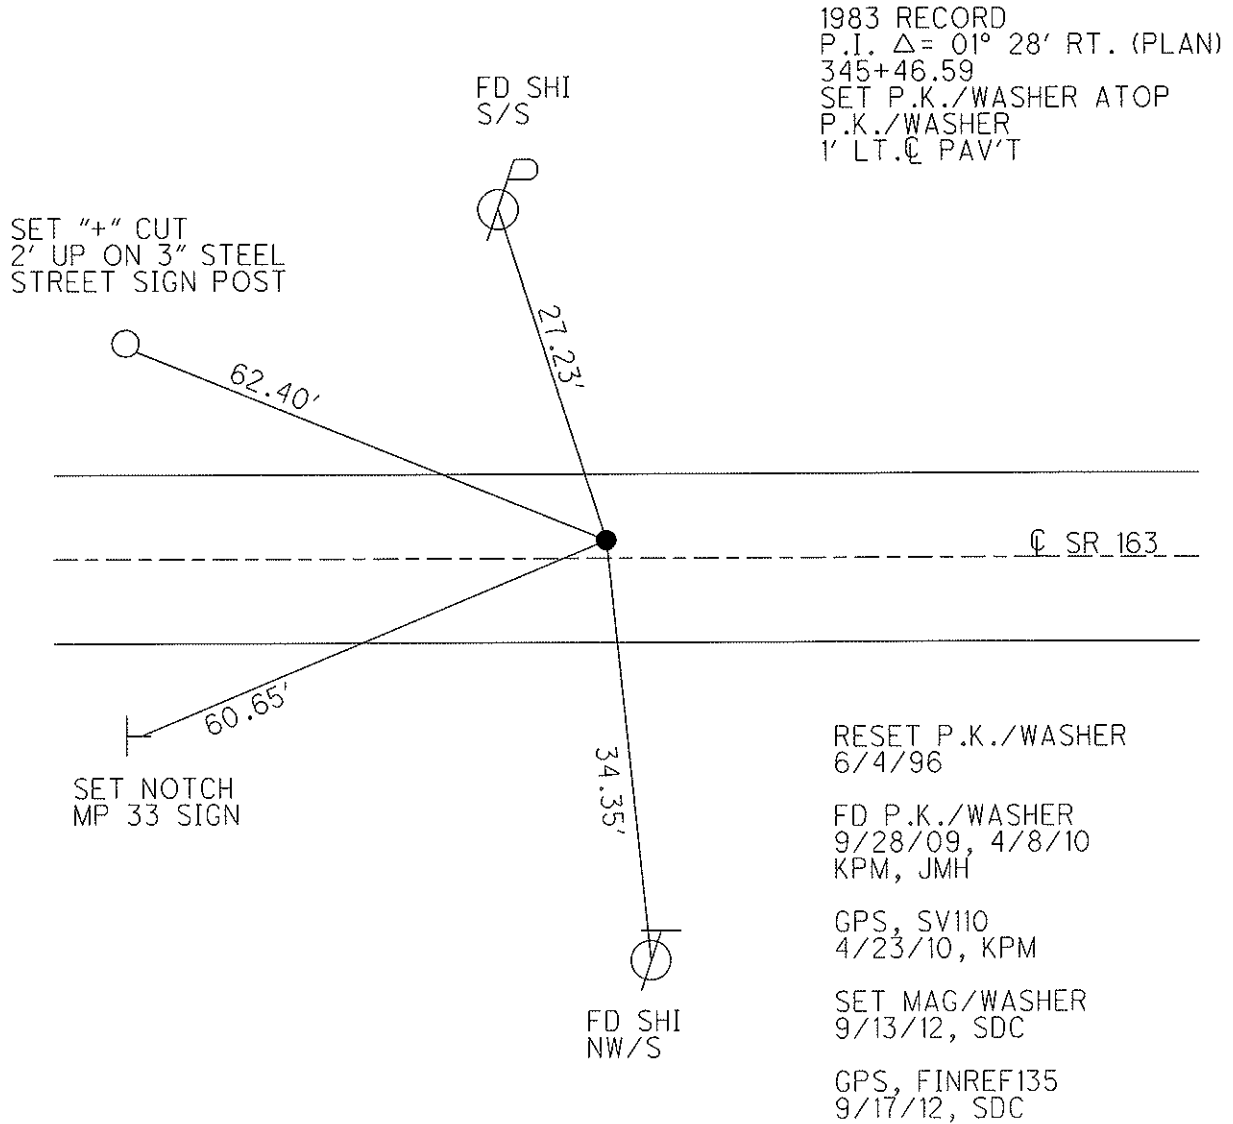 1983 RECORD
P.I. Δ= 01° 28' RT. (PLAN)
345+46.59
SET P.K./WASHER ATOP
P.K./WASHER
1' LT.℄ PAV'T
FD SHI
S/S
SET "+" CUT
2' UP ON 3" STEEL
STREET SIGN POST
27.23'
62.40'
℄ SR 163
60.65'
SET NOTCH
MP 33 SIGN
34.35'
FD SHI
NW/S
RESET P.K./WASHER
6/4/96
FD P.K./WASHER
9/28/09, 4/8/10
KPM, JMH
GPS, SV110
4/23/10, KPM
SET MAG/WASHER
9/13/12, SDC
GPS, FINREF135
9/17/12, SDC